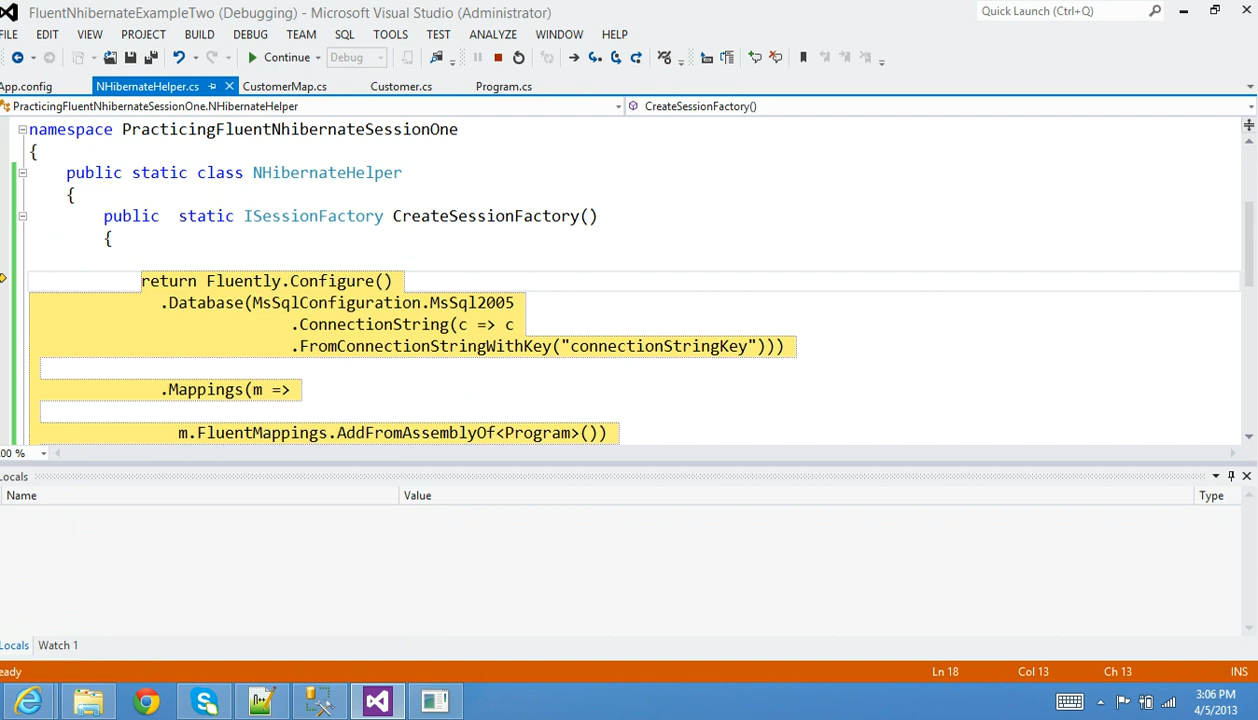 FluentNhibernateExampleTwo (Debugging) - Microsoft Visual Studio (Administrator)
Quick Launch (Ctrl+Q)
FILE EDIT VIEW PROJECT BUILD DEBUG TEAM SQL TOOLS TEST ANALYZE WINDOW HELP
Continue Debug
App.config NHibernateHelper.cs CustomerMap.cs Customer.cs Program.cs
PracticingFluentNhibernateSessionOne.NHibernateHelper CreateSessionFactory()
namespace PracticingFluentNhibernateSessionOne
{
public static class NHibernateHelper
{
public static ISessionFactory CreateSessionFactory()
{
return Fluently.Configure()
.Database(MsSqlConfiguration.MsSql2005
.ConnectionString(c => c
.FromConnectionStringWithKey("connectionStringKey")))
.Mappings(m =>
m.FluentMappings.AddFromAssemblyOf<Program>())
00 %
Locals
Name Value Type
Locals Watch 1
eady Ln 18 Col 13 Ch 13 INS
3:06 PM
4/5/2013